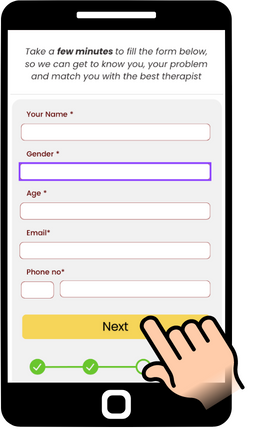 Take a few minutes to fill the form below,
so we can get to know you, your problem
and match you with the best therapist
Your Name *
Gender *
Age *
Email*
Phone no*
Next